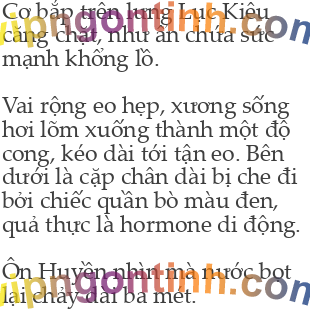 Cơ bắp trên lưng Lục Kiêu
căng chặt, như ẩn chứa sức
mạnh khổng lồ.
Vai rộng eo hẹp, xương sống
hơi lõm xuống thành một độ
cong, kéo dài tới tận eo. Bên
dưới là cặp chân dài bị che đi
bởi chiếc quần bò màu đen,
quả thực là hormone di động.
Ôn Huyền nhìn mà nước bọt
lại chảy dài ba mét.
vipngontinh.com
vipngontinh.com